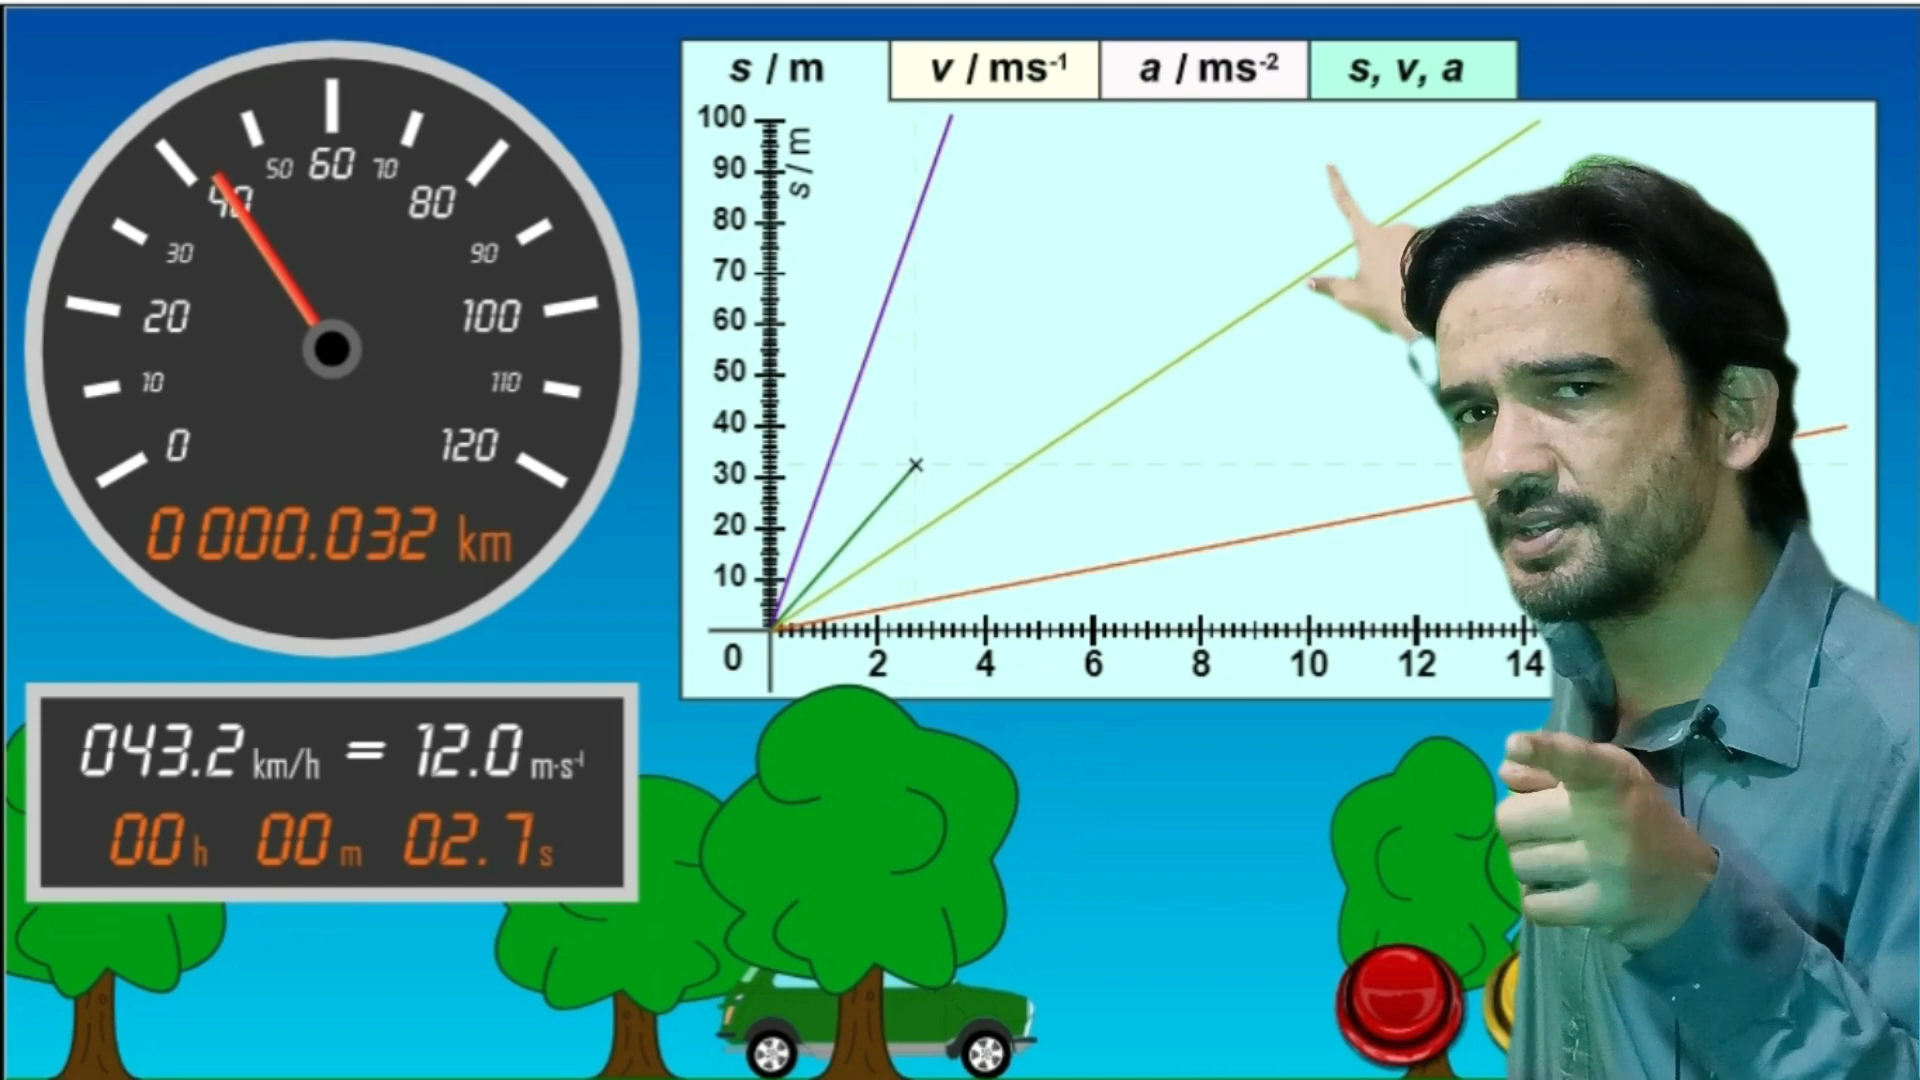 s / m
v / ms⁻¹
a / ms⁻²
s, v, a
50 60 70
40 80
30 90
20 100
10 110
0 120
0 000.032 km
043.2 km/h = 12.0 m·s⁻¹
00 h 00 m 02.7 s
s / m
100
90
80
70
60
50
40
30
20
10
0 2 4 6 8 10 12 14